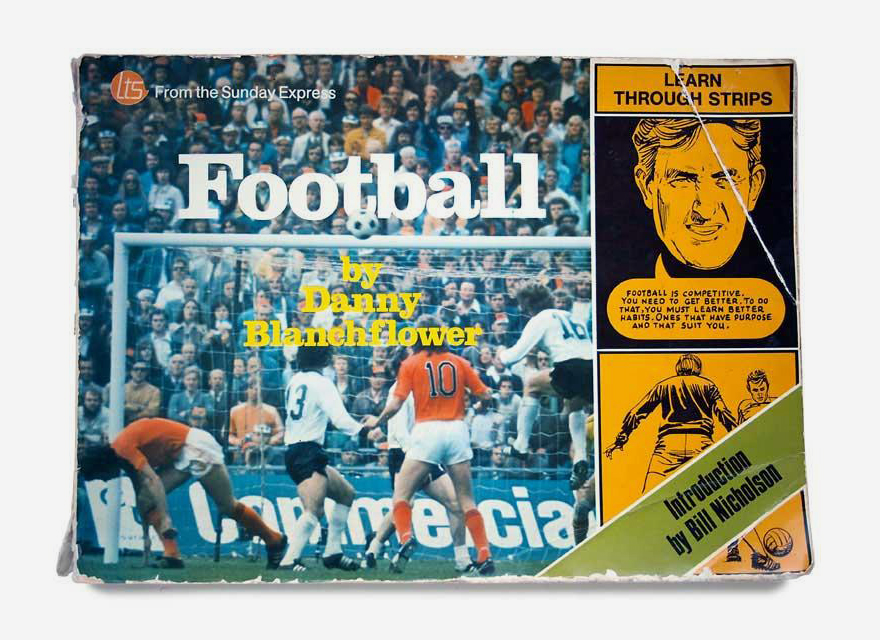 lts From the Sunday Express
Football
by
Danny
Blanchflower
3
10
16
Commercia
LEARN
THROUGH STRIPS
FOOTBALL IS COMPETITIVE.
YOU NEED TO GET BETTER. TO DO
THAT, YOU MUST LEARN BETTER
HABITS. ONES THAT HAVE PURPOSE
AND THAT SUIT YOU.
Introduction
by Bill Nicholson